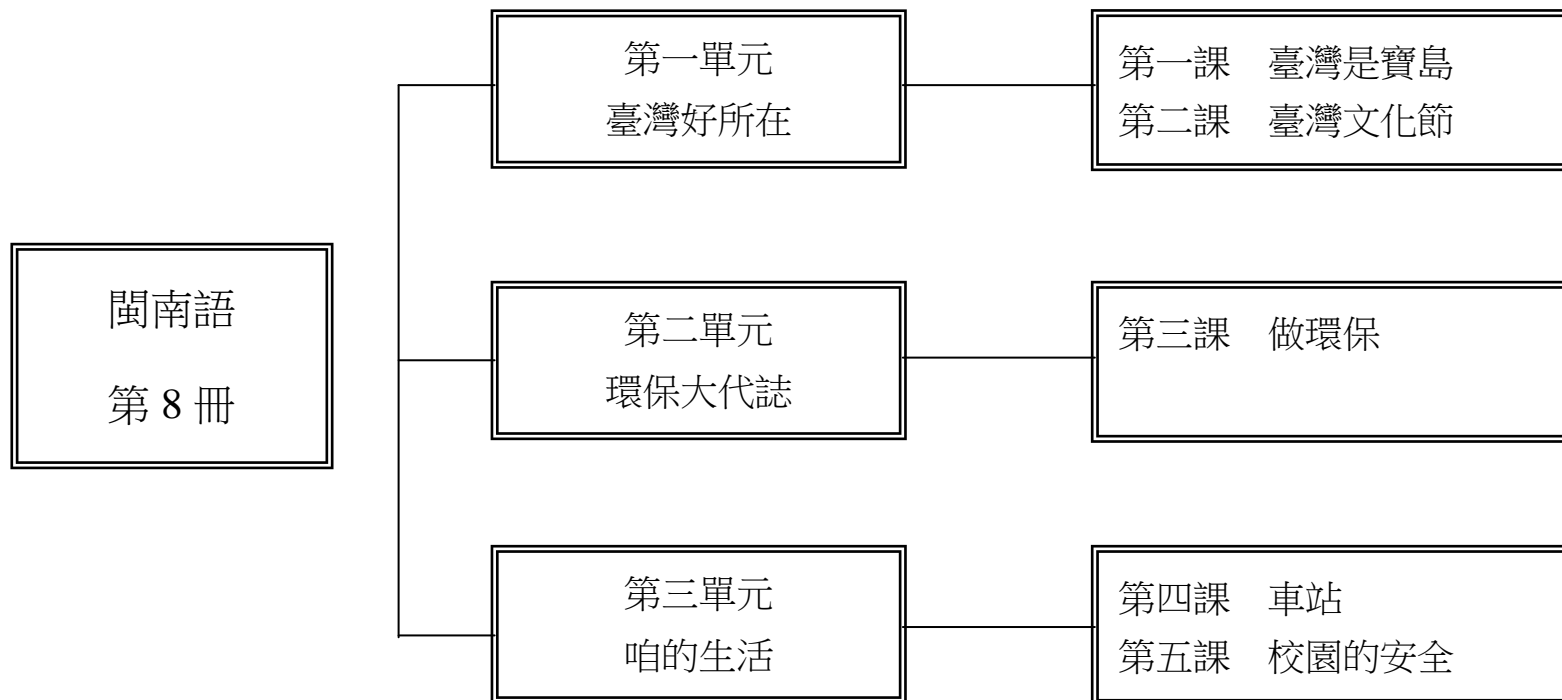 閩南語
第 8 冊
第一單元
臺灣好所在
第一課　臺灣是寶島
第二課　臺灣文化節
第二單元
環保大代誌
第三課　做環保
第三單元
咱的生活
第四課　車站
第五課　校園的安全